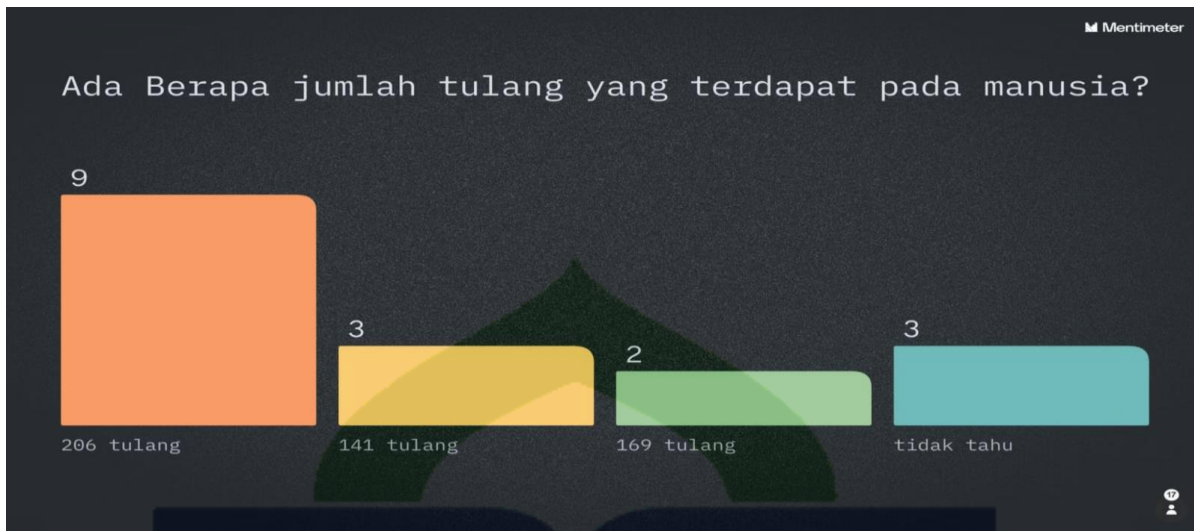 Mentimeter
Ada Berapa jumlah tulang yang terdapat pada manusia?
9
3
2
3
206 tulang
141 tulang
169 tulang
tidak tahu
17